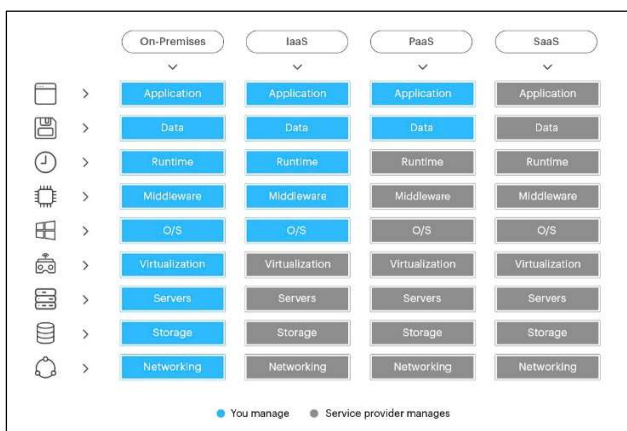 On-Premises IaaS PaaS SaaS
Application Application Application Application
Data Data Data Data
Runtime Runtime Runtime Runtime
Middleware Middleware Middleware Middleware
O/S O/S O/S O/S
Virtualization Virtualization Virtualization Virtualization
Servers Servers Servers Servers
Storage Storage Storage Storage
Networking Networking Networking Networking
You manage Service provider manages